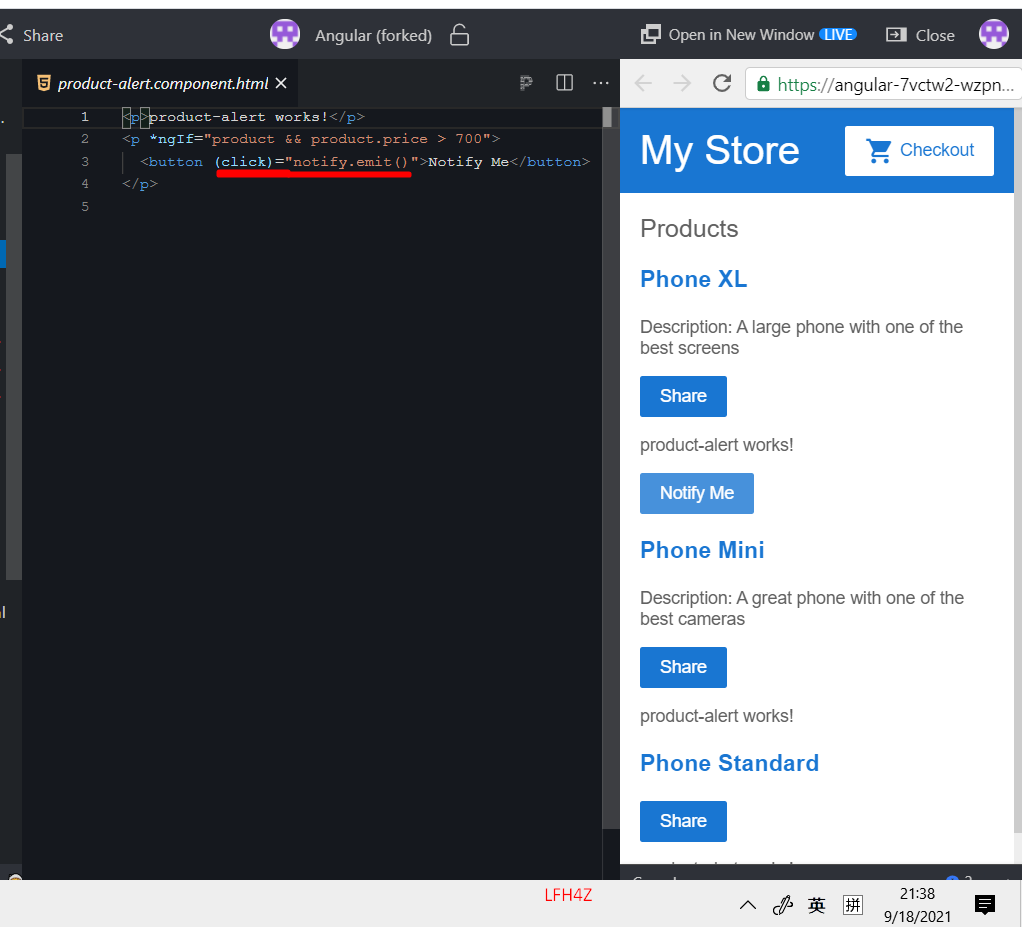 Share
Angular (forked)
Open in New Window LIVE
Close
product-alert.component.html
https://angular-7vctw2-wzpn...
1 <p>product-alert works!</p>
2 <p *ngIf="product && product.price > 700">
3 <button (click)="notify.emit()">Notify Me</button>
4 </p>
5
My Store
Checkout
Products
Phone XL
Description: A large phone with one of the
best screens
Share
product-alert works!
Notify Me
Phone Mini
Description: A great phone with one of the
best cameras
Share
product-alert works!
Phone Standard
Share
LFH4Z
英
拼
21:38
9/18/2021